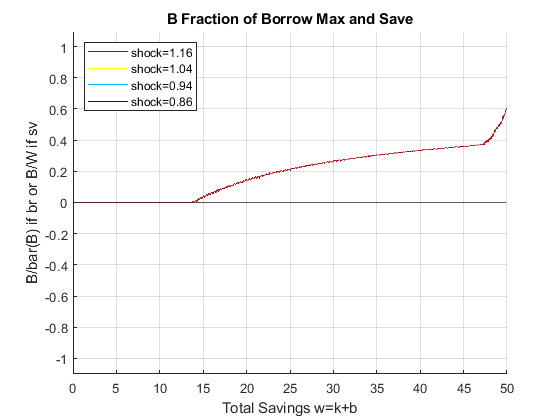 B Fraction of Borrow Max and Save
shock=1.16
shock=1.04
shock=0.94
shock=0.86
B/bar(B) if br or B/W if sv
1
0.8
0.6
0.4
0.2
0
-0.2
-0.4
-0.6
-0.8
-1
0 5 10 15 20 25 30 35 40 45 50
Total Savings w=k+b